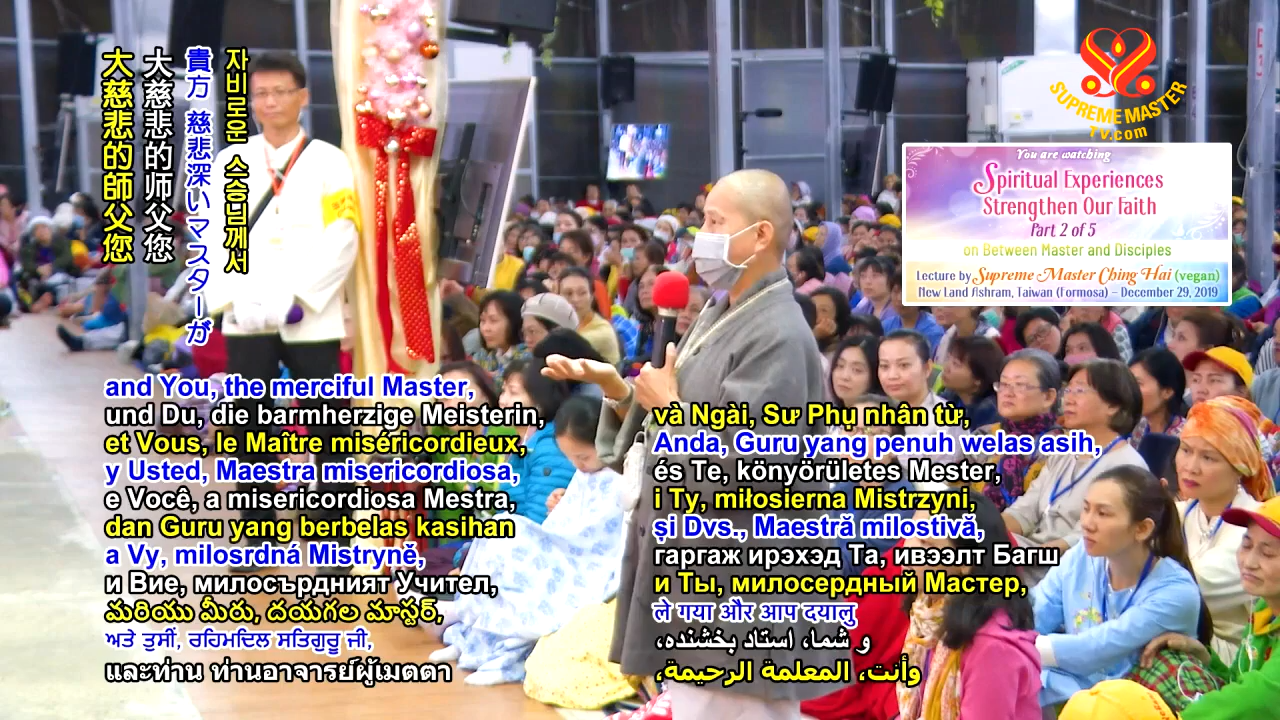 자비로운 스승님께서
貴方 慈悲深いマスターが
大慈悲的师父您
大慈悲的師父您
SUPREME MASTER
TV.com
You are watching
Spiritual Experiences
Strengthen Our Faith
Part 2 of 5
on Between Master and Disciples
Lecture by Supreme Master Ching Hai (vegan)
New Land Ashram, Taiwan (Formosa) – December 29, 2019
and You, the merciful Master,
und Du, die barmherzige Meisterin,
et Vous, le Maître miséricordieux,
y Usted, Maestra misericordiosa,
e Você, a misericordiosa Mestra,
dan Guru yang berbelas kasihan
a Vy, milosrdná Mistryně,
и Вие, милосърдният Учител,
మరియు మీరు, దయగల మాస్టర్,
ਅਤੇ ਤੁਸੀਂ, ਰਹਿਮਦਿਲ ਸਤਿਗੁਰੂ ਜੀ,
และท่าน ท่านอาจารย์ผู้เมตตา
và Ngài, Sư Phụ nhân từ,
Anda, Guru yang penuh welas asih,
és Te, könyörületes Mester,
i Ty, miłosierna Mistrzyni,
și Dvs., Maestră milostivă,
гаргаж ирэхэд Та, ивээлт Багш
и Ты, милосердный Мастер,
ले गया और आप दयालु
و شما، استاد بخشنده،
وأنت، المعلمة الرحيمة،